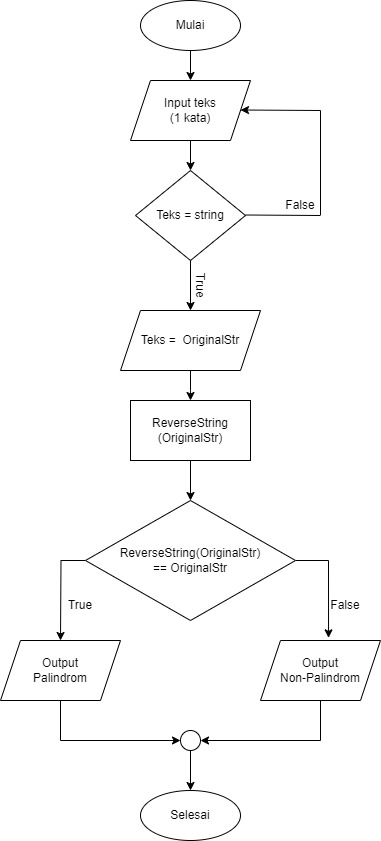 Mulai
Input teks
(1 kata)
Teks = string
False
True
Teks =  OriginalStr
ReverseString
(OriginalStr)
ReverseString(OriginalStr)
== OriginalStr
True
False
Output
Palindrom
Output
Non-Palindrom
Selesai